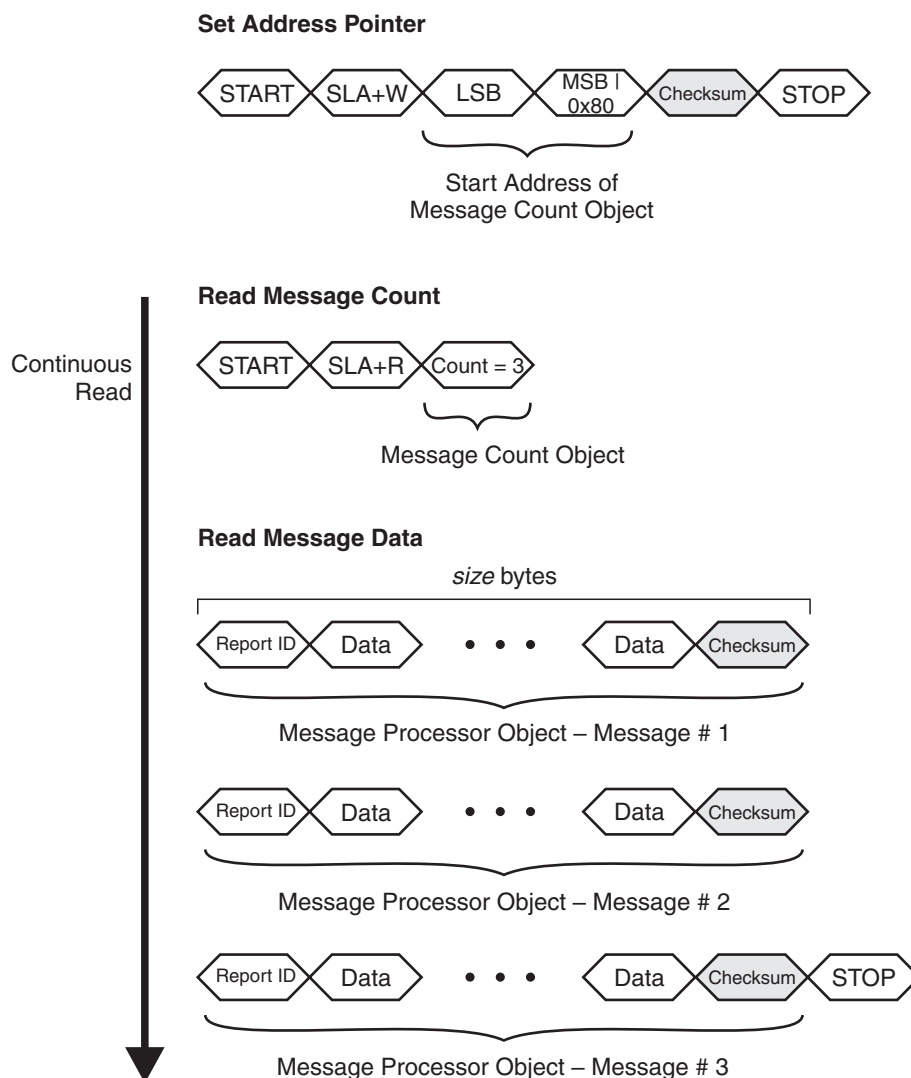 Set Address Pointer
START SLA+W LSB MSB | 0x80 Checksum STOP
Start Address of
Message Count Object
Read Message Count
Continuous
Read
START SLA+R Count = 3
Message Count Object
Read Message Data
size bytes
Report ID Data • • • Data Checksum
Message Processor Object – Message # 1
Report ID Data • • • Data Checksum
Message Processor Object – Message # 2
Report ID Data • • • Data Checksum STOP
Message Processor Object – Message # 3